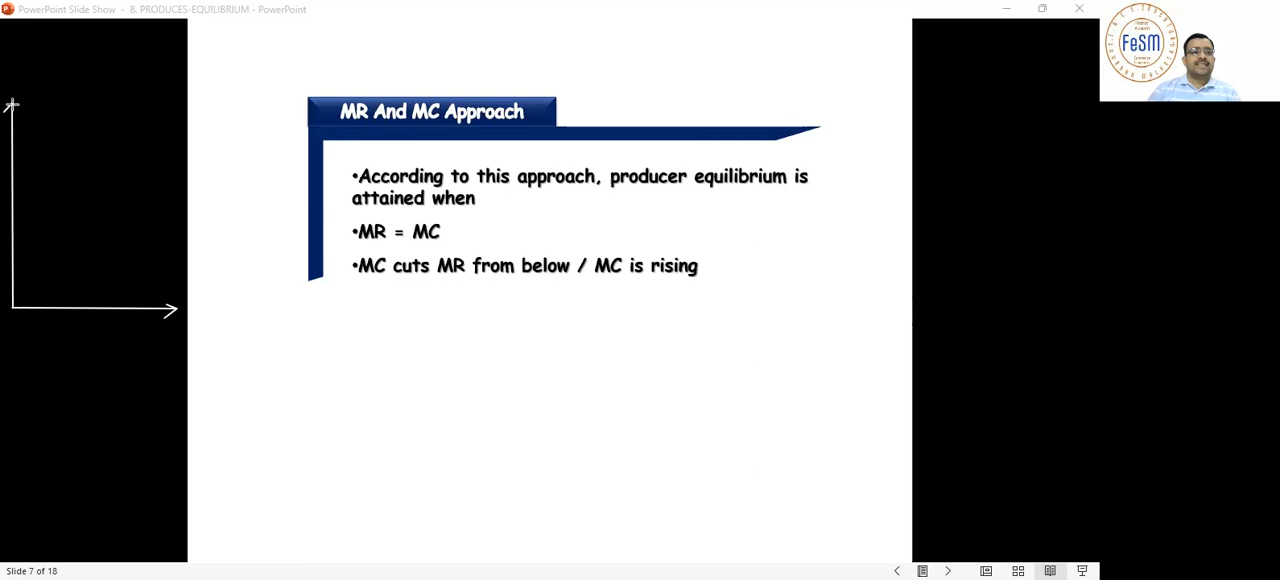 PowerPoint Slide Show - 8. PRODUCES-EQUILIBRIUM - PowerPoint
FeSM
MR And MC Approach
•According to this approach, producer equilibrium is
attained when
•MR = MC
•MC cuts MR from below / MC is rising
Slide 7 of 18